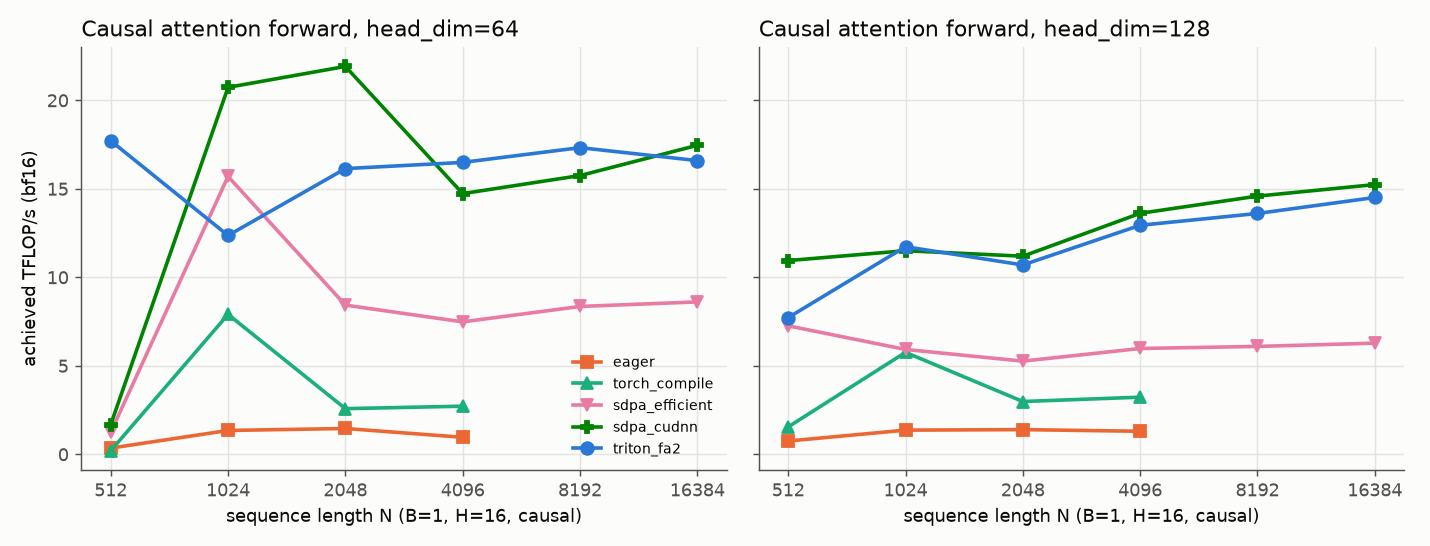 Causal attention forward, head_dim=64
achieved TFLOP/s (bf16)
20
15
10
5
0
eager
torch_compile
sdpa_efficient
sdpa_cudnn
triton_fa2
512 1024 2048 4096 8192 16384
sequence length N (B=1, H=16, causal)
Causal attention forward, head_dim=128
512 1024 2048 4096 8192 16384
sequence length N (B=1, H=16, causal)